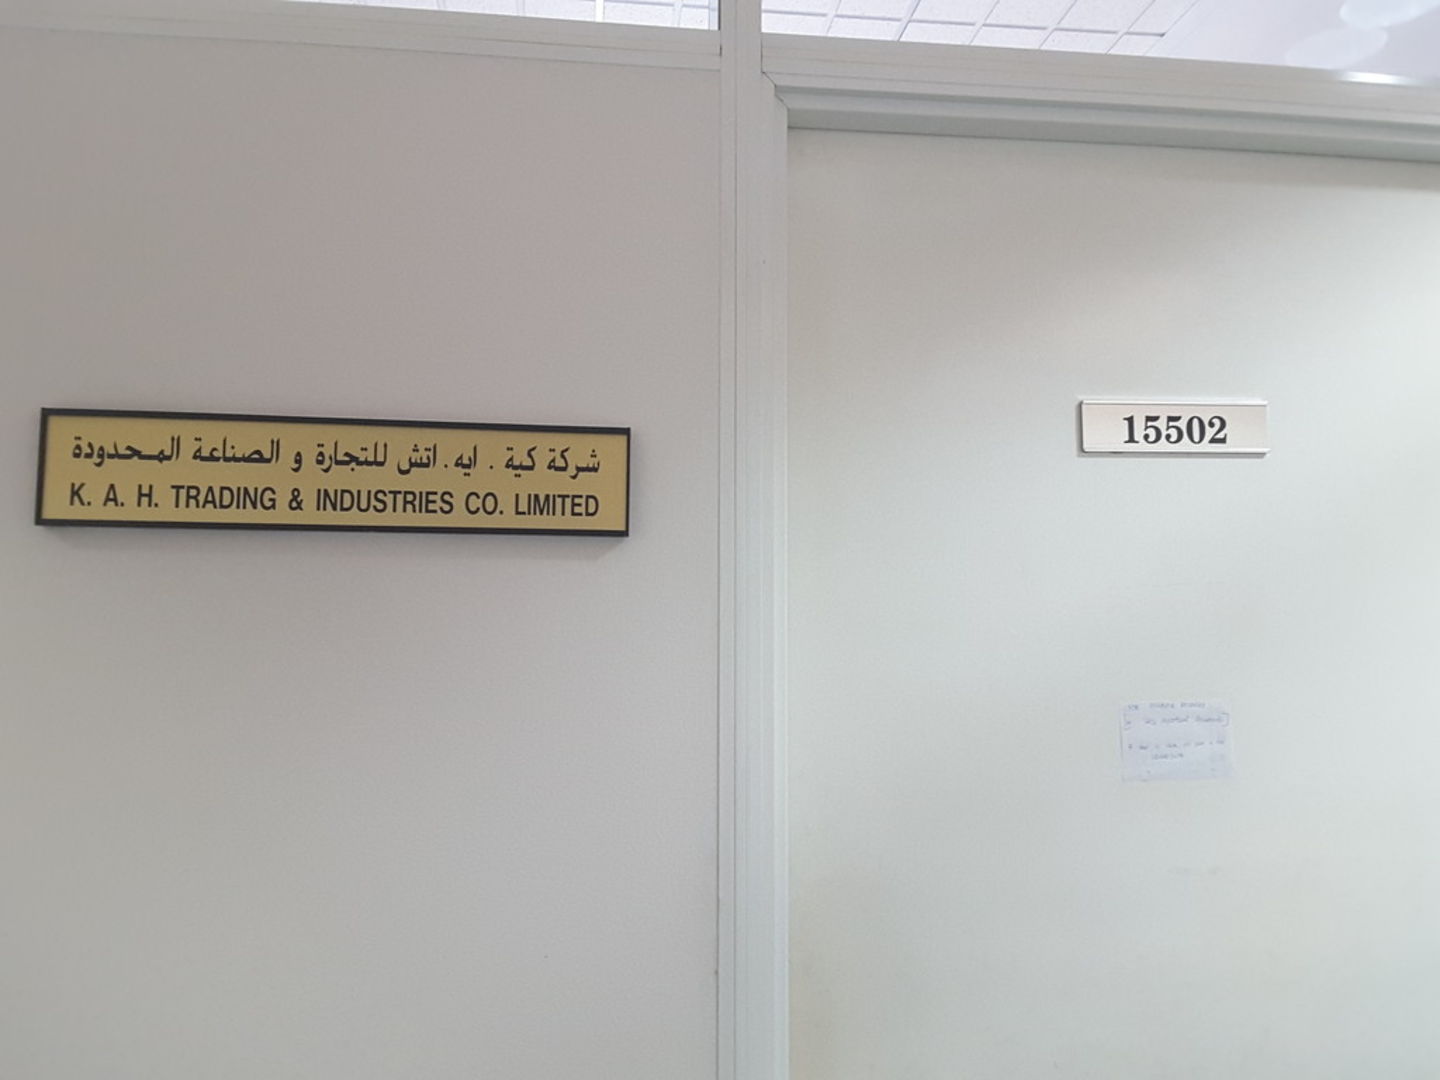 شركة كية . ايه . اتش للتجارة و الصناعة المحدودة
K. A. H. TRADING & INDUSTRIES CO. LIMITED
15502